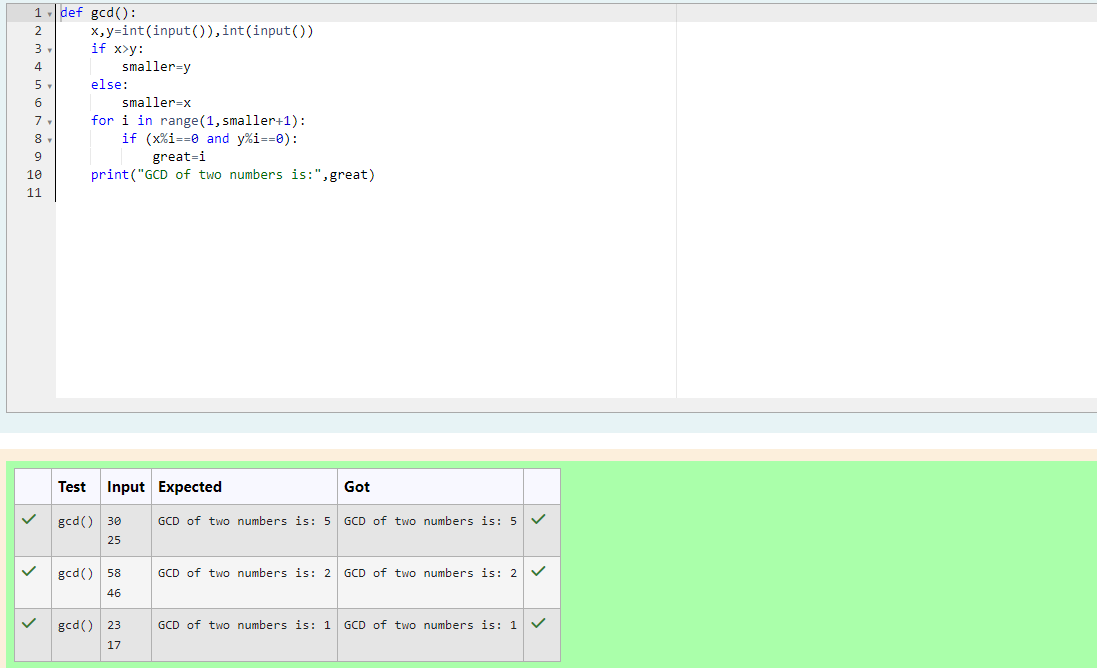 1 def gcd():
2     x,y=int(input()),int(input())
3     if x>y:
4         smaller=y
5     else:
6         smaller=x
7     for i in range(1,smaller+1):
8         if (x%i==0 and y%i==0):
9             great=i
10     print("GCD of two numbers is:",great)
11
Test Input Expected Got
gcd() 30 GCD of two numbers is: 5 GCD of two numbers is: 5
25
gcd() 58 GCD of two numbers is: 2 GCD of two numbers is: 2
46
gcd() 23 GCD of two numbers is: 1 GCD of two numbers is: 1
17